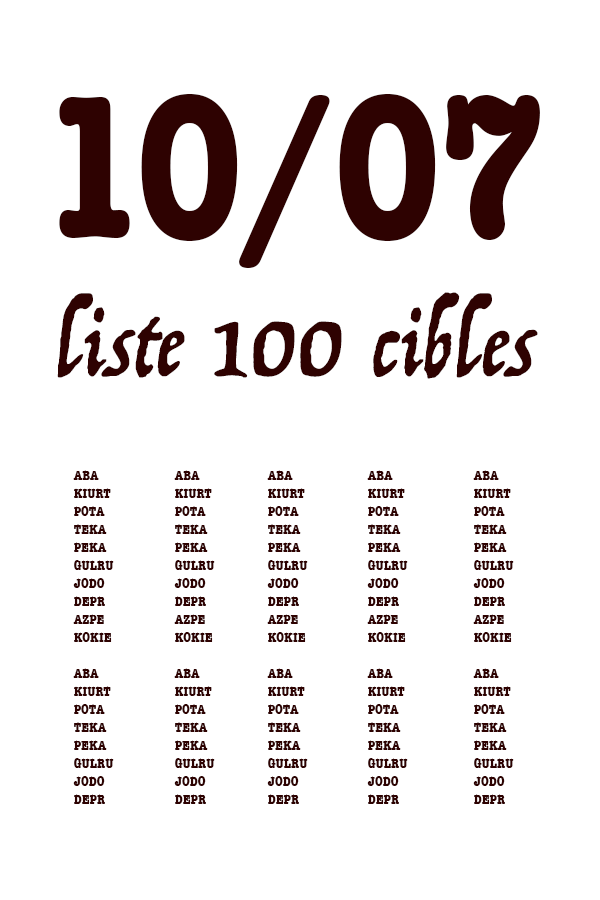 10/07
liste 100 cibles
ABA ABA ABA ABA ABA
KIURT KIURT KIURT KIURT KIURT
POTA POTA POTA POTA POTA
TEKA TEKA TEKA TEKA TEKA
PEKA PEKA PEKA PEKA PEKA
GULRU GULRU GULRU GULRU GULRU
JODO JODO JODO JODO JODO
DEPR DEPR DEPR DEPR DEPR
AZPE AZPE AZPE AZPE AZPE
KOKIE KOKIE KOKIE KOKIE KOKIE
ABA ABA ABA ABA ABA
KIURT KIURT KIURT KIURT KIURT
POTA POTA POTA POTA POTA
TEKA TEKA TEKA TEKA TEKA
PEKA PEKA PEKA PEKA PEKA
GULRU GULRU GULRU GULRU GULRU
JODO JODO JODO JODO JODO
DEPR DEPR DEPR DEPR DEPR